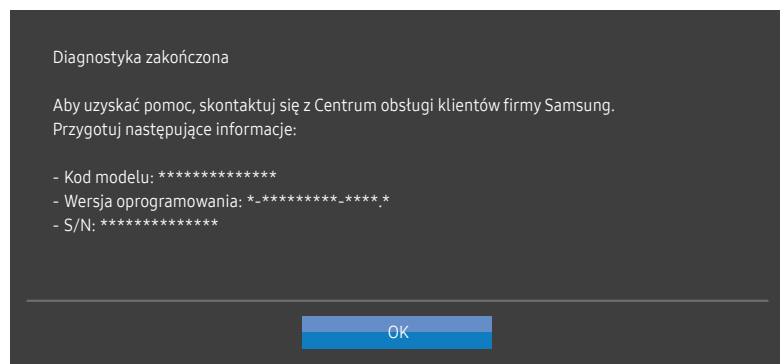 Diagnostyka zakończona
Aby uzyskać pomoc, skontaktuj się z Centrum obsługi klientów firmy Samsung.
Przygotuj następujące informacje:
- Kod modelu: **************
- Wersja oprogramowania: *-*********-****.*
- S/N: **************
OK